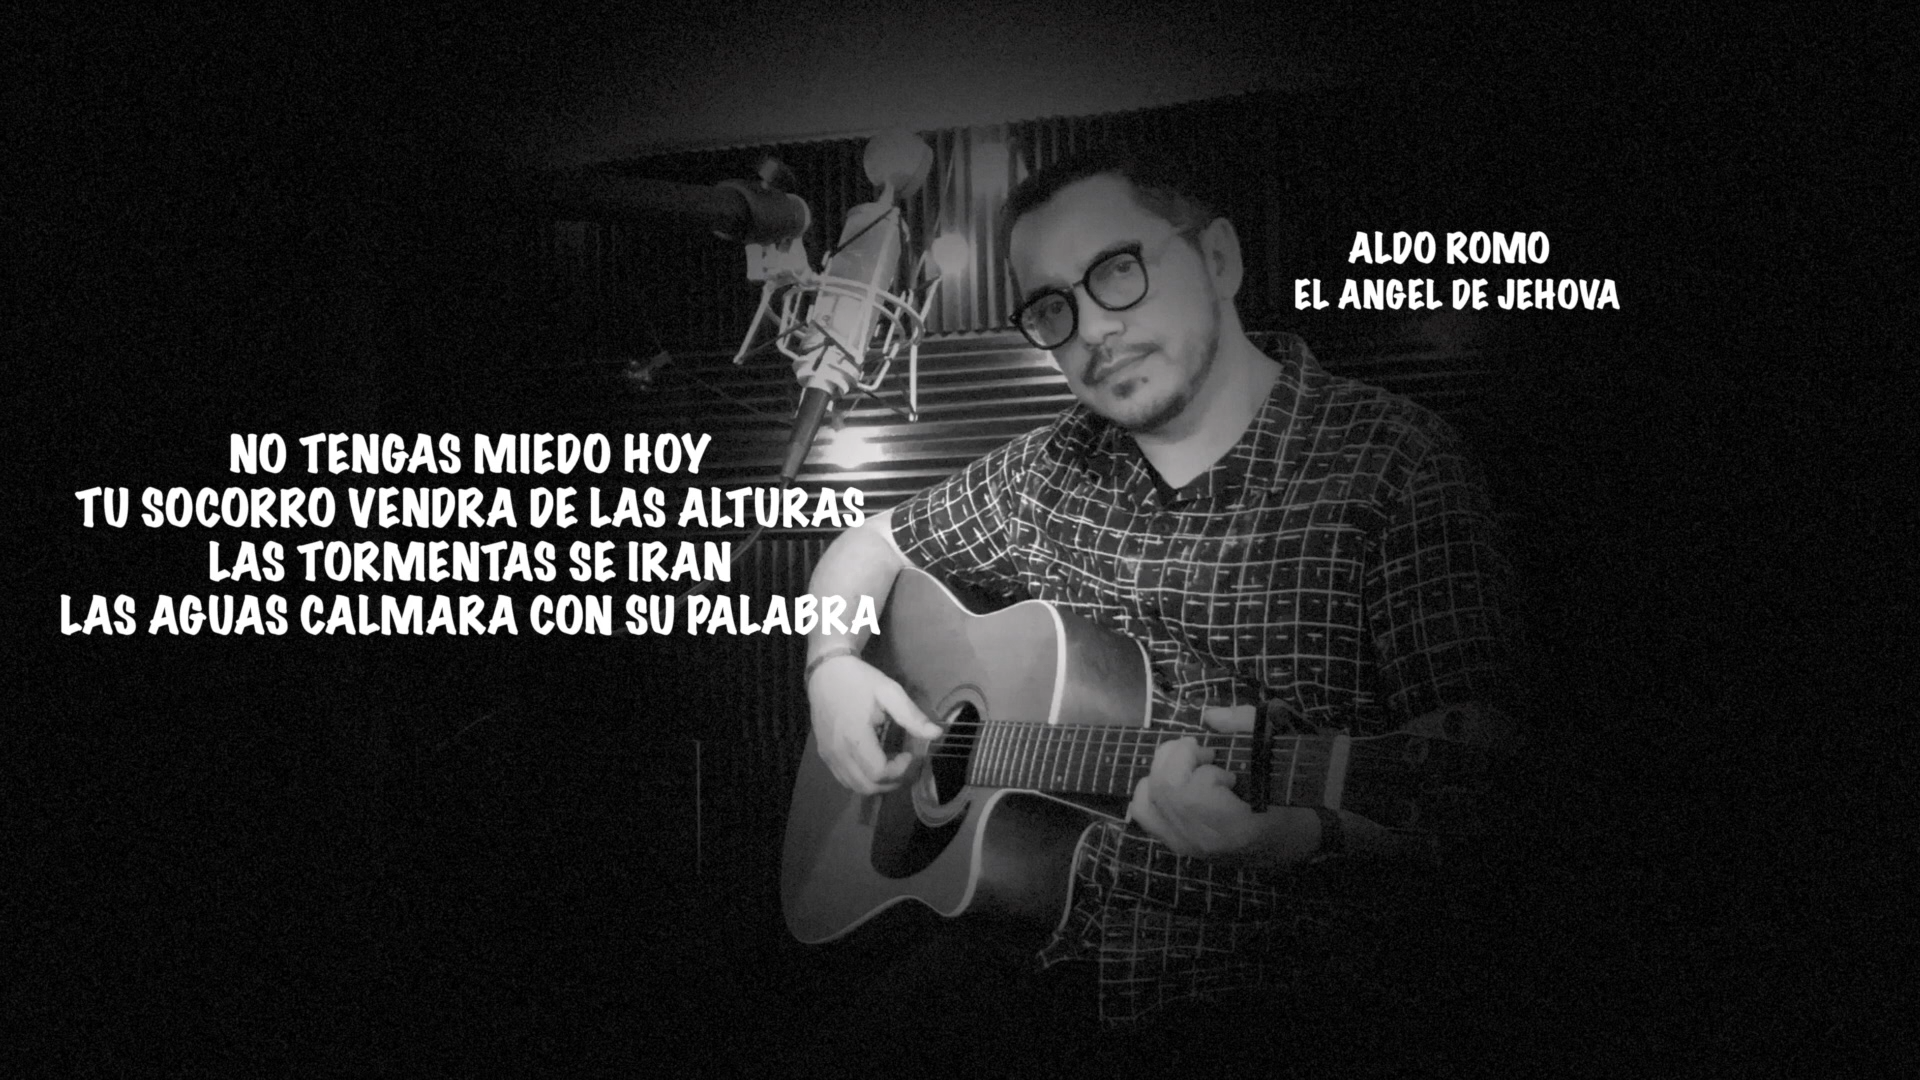 ALDO ROMO
EL ANGEL DE JEHOVA
NO TENGAS MIEDO HOY
TU SOCORRO VENDRA DE LAS ALTURAS
LAS TORMENTAS SE IRAN
LAS AGUAS CALMARA CON SU PALABRA